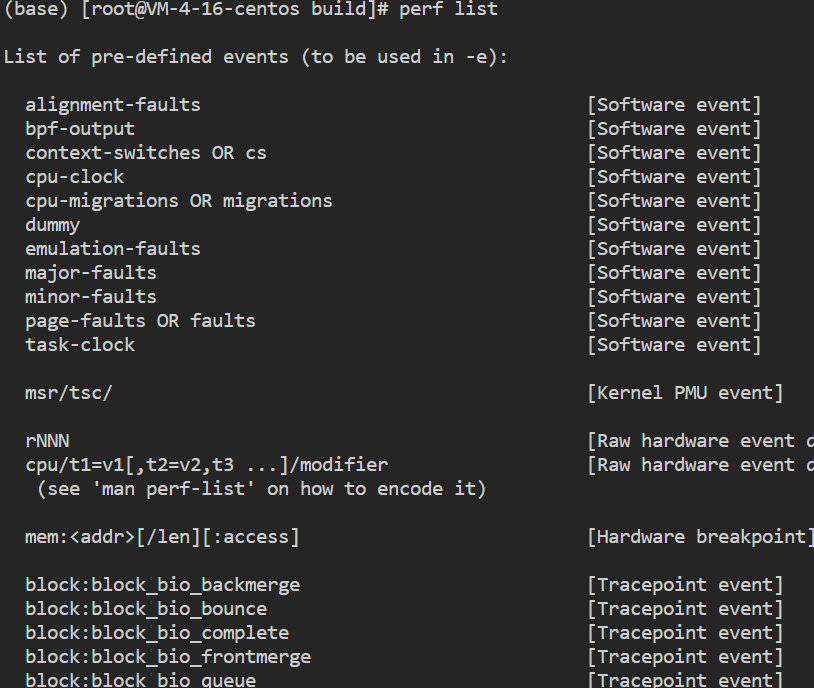 (base) [root@VM-4-16-centos build]# perf list
List of pre-defined events (to be used in -e):
alignment-faults [Software event]
bpf-output [Software event]
context-switches OR cs [Software event]
cpu-clock [Software event]
cpu-migrations OR migrations [Software event]
dummy [Software event]
emulation-faults [Software event]
major-faults [Software event]
minor-faults [Software event]
page-faults OR faults [Software event]
task-clock [Software event]
msr/tsc/ [Kernel PMU event]
rNNN [Raw hardware event
cpu/t1=v1[,t2=v2,t3 ...]/modifier [Raw hardware event
(see 'man perf-list' on how to encode it)
mem:<addr>[/len][:access] [Hardware breakpoint]
block:block_bio_backmerge [Tracepoint event]
block:block_bio_bounce [Tracepoint event]
block:block_bio_complete [Tracepoint event]
block:block_bio_frontmerge [Tracepoint event]
block:block_bio_queue [Tracepoint event]